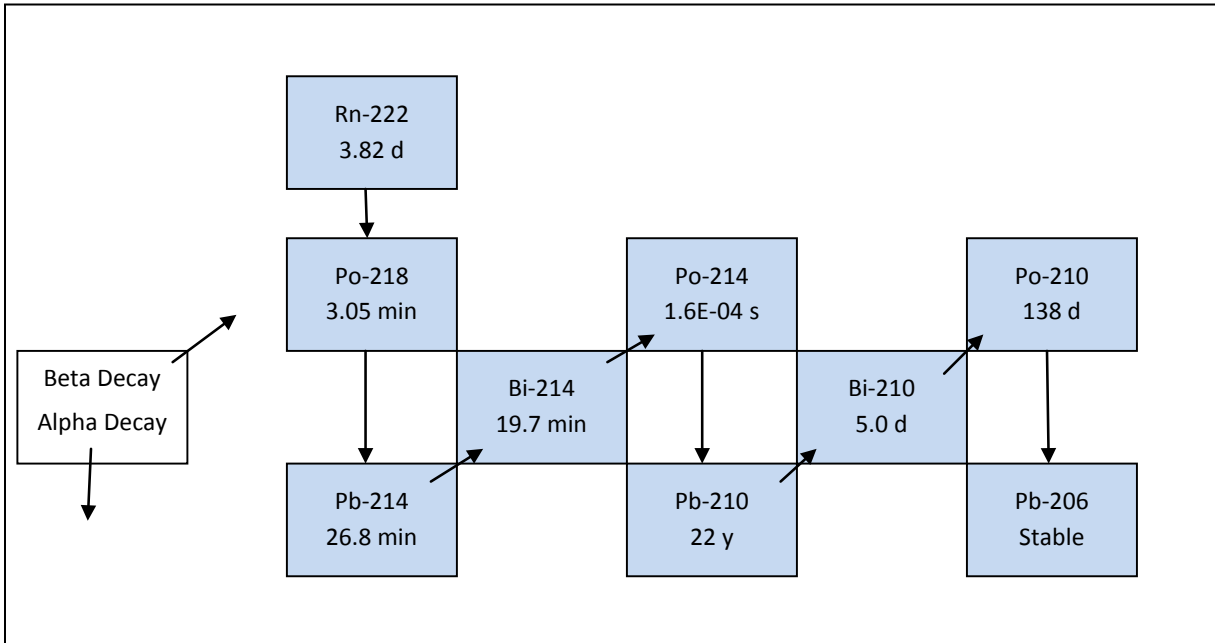 Rn-222
3.82 d
Po-218
3.05 min
Po-214
1.6E-04 s
Po-210
138 d
Beta Decay
Alpha Decay
Bi-214
19.7 min
Bi-210
5.0 d
Pb-214
26.8 min
Pb-210
22 y
Pb-206
Stable